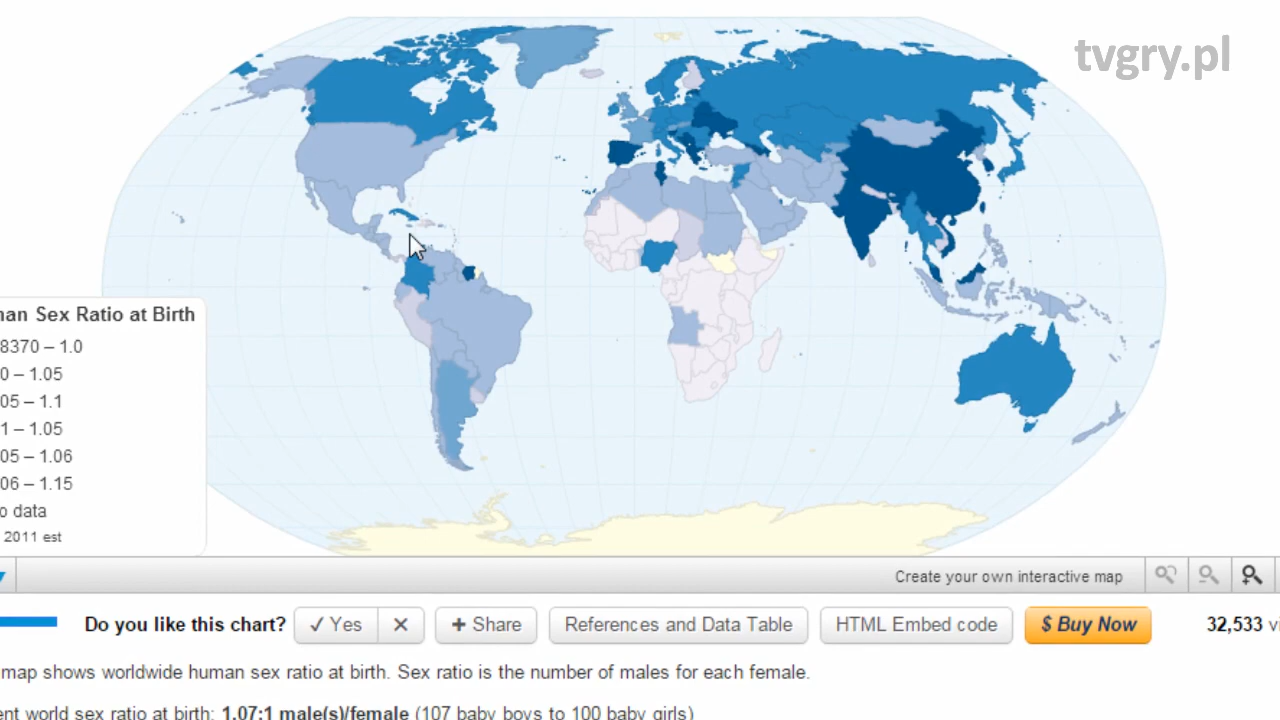 tvgry.pl
nan Sex Ratio at Birth
8370 – 1.0
0 – 1.05
05 – 1.1
1 – 1.05
05 – 1.06
06 – 1.15
o data
2011 est
Create your own interactive map
Do you like this chart?
✓ Yes
✕
+ Share
References and Data Table
HTML Embed code
$ Buy Now
32,533 vi
map shows worldwide human sex ratio at birth. Sex ratio is the number of males for each female.
ent world sex ratio at birth: 1.07:1 male(s)/female (107 baby boys to 100 baby girls)